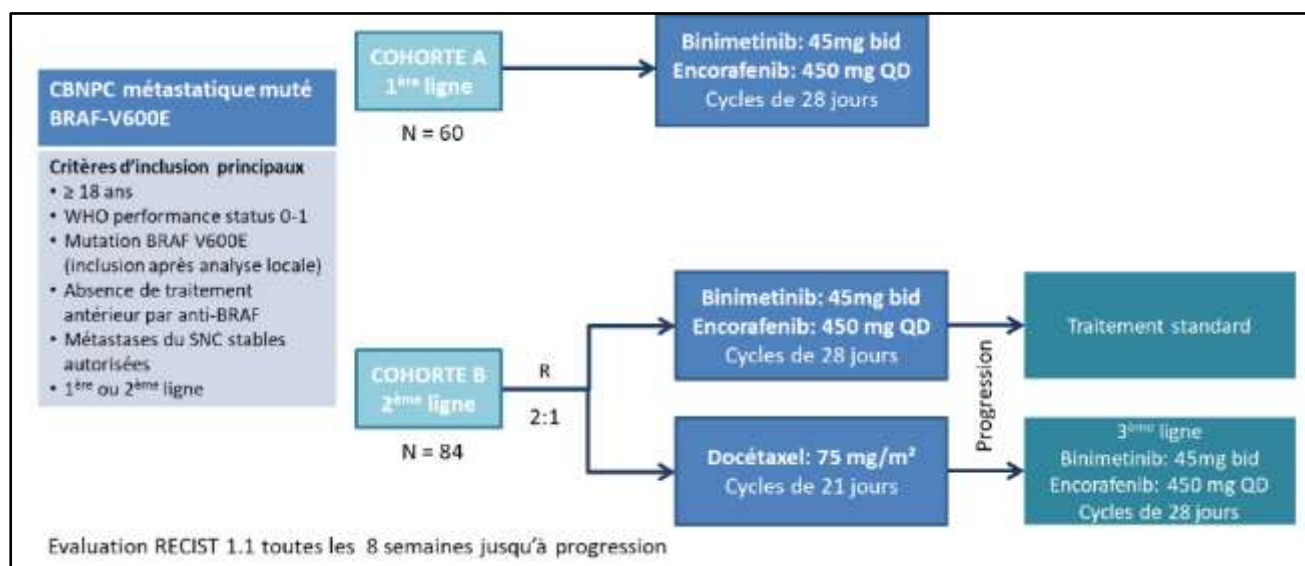 CBNPC métastatique muté
BRAF-V600E
Critères d'inclusion principaux
• ≥ 18 ans
• WHO performance status 0-1
• Mutation BRAF V600E
(inclusion après analyse locale)
• Absence de traitement
antérieur par anti-BRAF
• Métastases du SNC stables
autorisées
• 1ère ou 2ème ligne
COHORTE A
1ère ligne
N = 60
Binimetinib: 45mg bid
Encorafenib: 450 mg QD
Cycles de 28 jours
COHORTE B
2ème ligne
N = 84
R
2:1
Binimetinib: 45mg bid
Encorafenib: 450 mg QD
Cycles de 28 jours
Docétaxel: 75 mg/m²
Cycles de 21 jours
Progression
Traitement standard
3ème ligne
Binimetinib: 45mg bid
Encorafenib: 450 mg QD
Cycles de 28 jours
Evaluation RECIST 1.1 toutes les 8 semaines jusqu'à progression